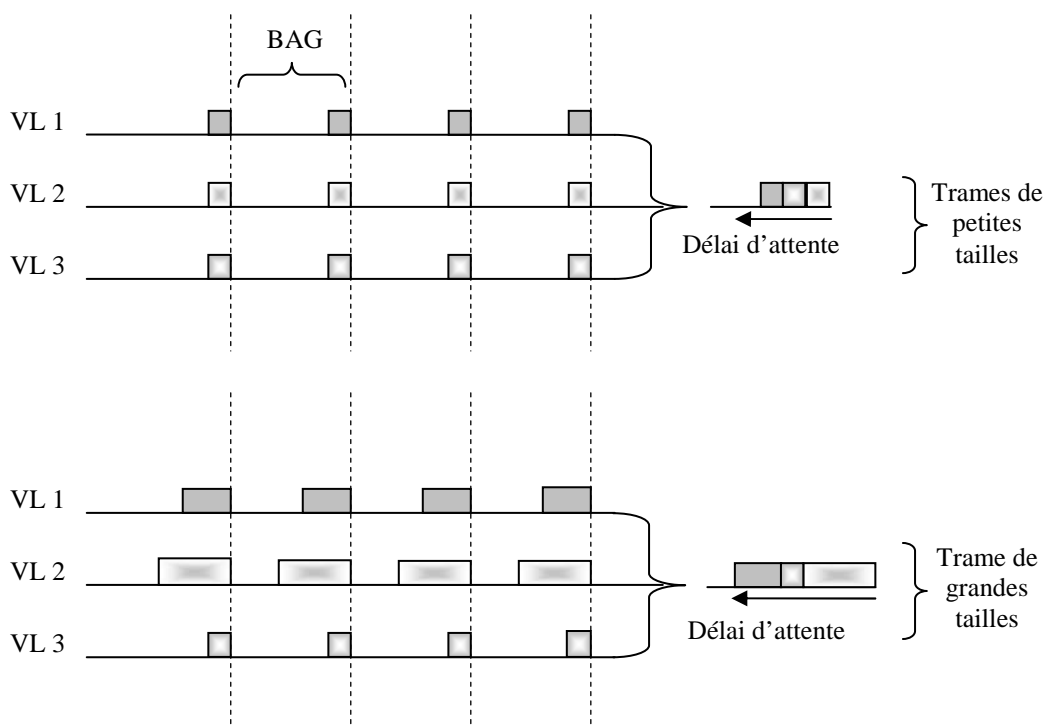 BAG
VL 1
VL 2
VL 3
Délai d’attente
Trames de
petites
tailles
VL 1
VL 2
VL 3
Délai d’attente
Trame de
grandes
tailles